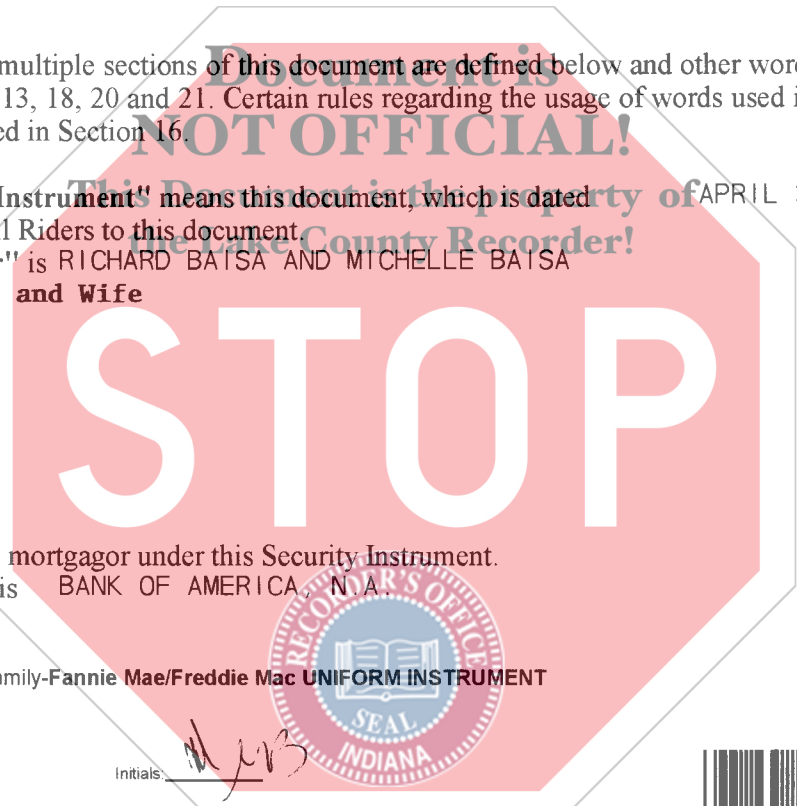 Document is
multiple sections of this document are defined below and other word
13, 18, 20 and 21. Certain rules regarding the usage of words used i
ed in Section 16.
NOT OFFICIAL!
Instrument" means this document, which is dated APRIL
This Document is the property of
l Riders to this document.
the Lake County Recorder!
" is RICHARD BAISA AND MICHELLE BAISA
and Wife
STOP
mortgagor under this Security Instrument.
is BANK OF AMERICA, N.A.
RECORDER'S OFFICE
amily-Fannie Mae/Freddie Mac UNIFORM INSTRUMENT
SEAL
INDIANA
Initials: